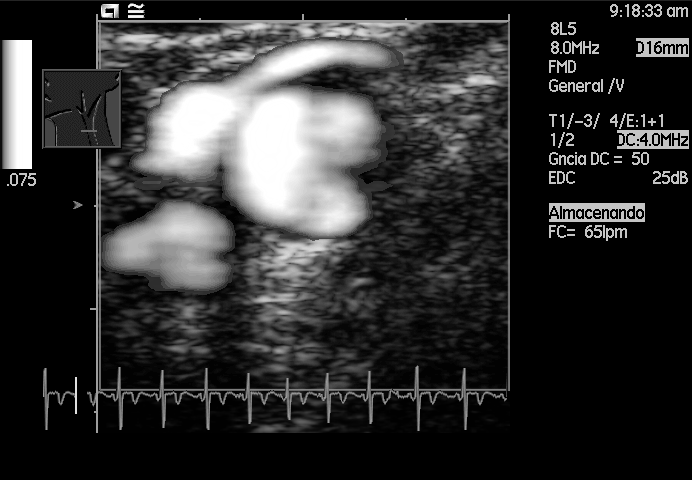 9:18:33 am
8L5
8.0MHz D16mm
FMD
General /V
T1/-3/ 4/E:1+1
1/2 DC:4.0MHz
Gncia DC = 50
EDC 25dB
Almacenando
FC= 65lpm
.075